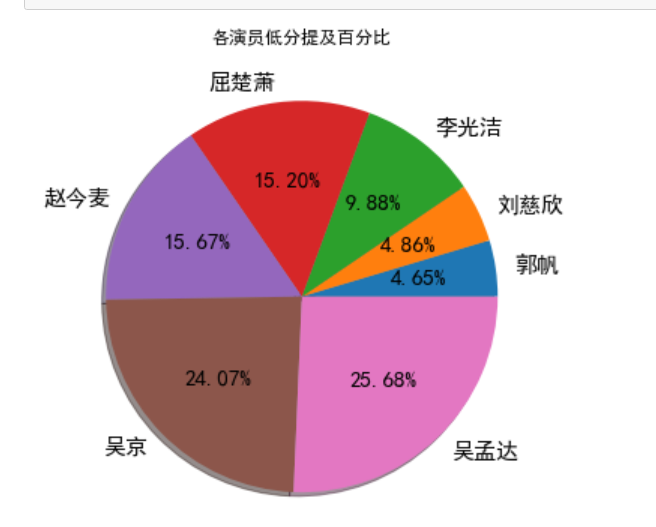 各演员低分提及百分比
屈楚萧
李光洁
赵今麦
刘慈欣
郭帆
吴京
吴孟达
15.20%
9.88%
4.86%
4.65%
15.67%
24.07%
25.68%